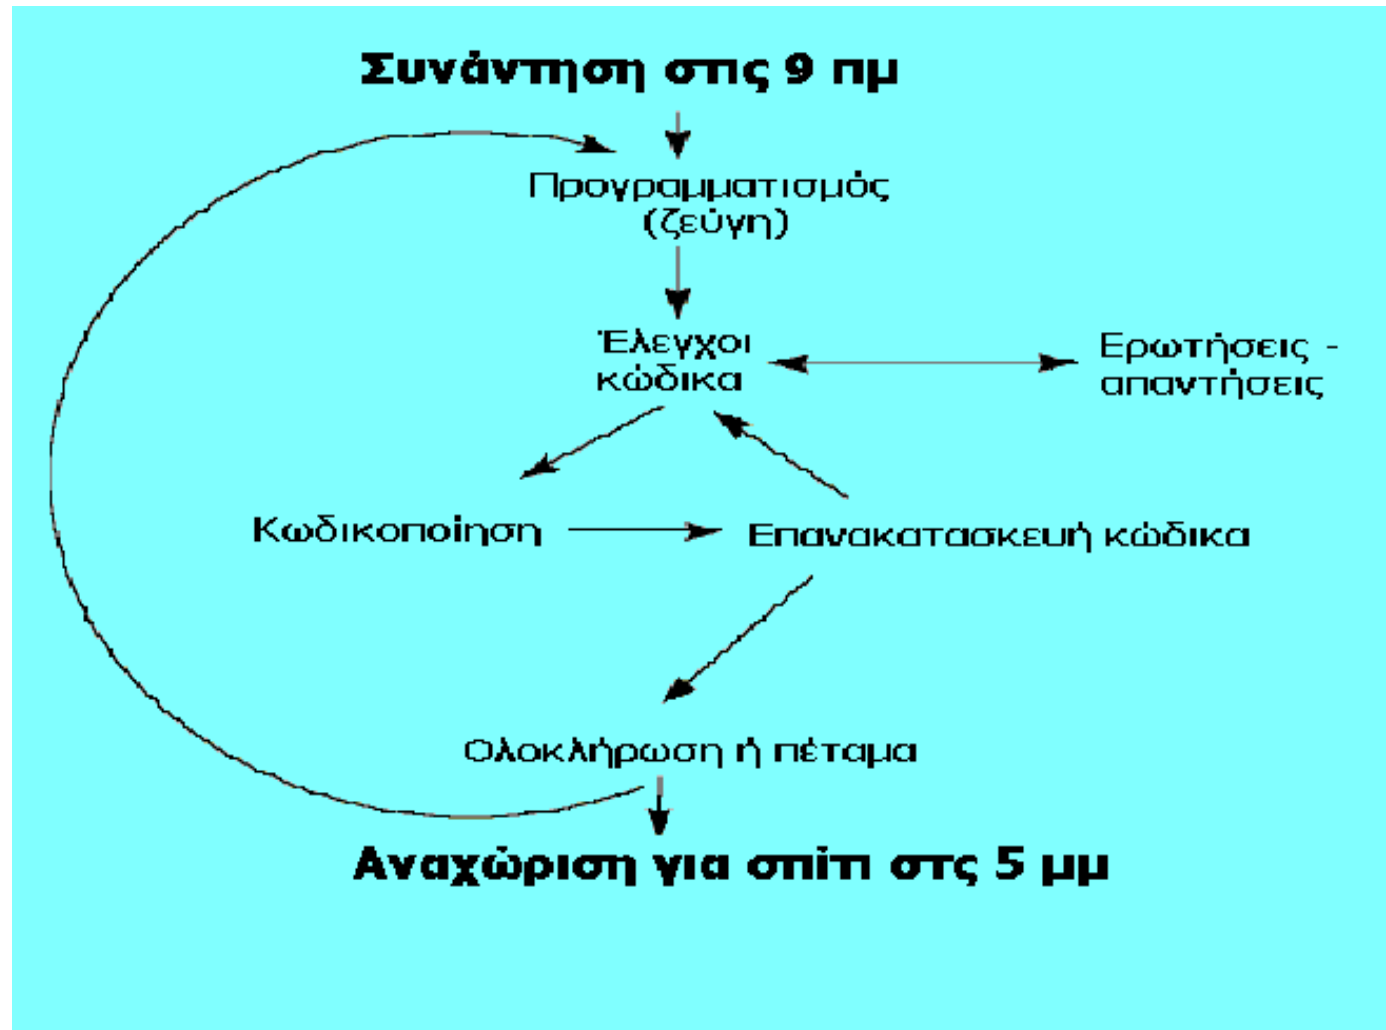 Συνάντηση στις 9 πμ
Προγραμματισμός
(ζεύγη)
Έλεγχοι
κώδικα
Ερωτήσεις -
απαντήσεις
Κωδικοποίηση
Επανακατασκευή κώδικα
Ολοκλήρωση ή πέταμα
Αναχώριση για σπίτι στς 5 μμ